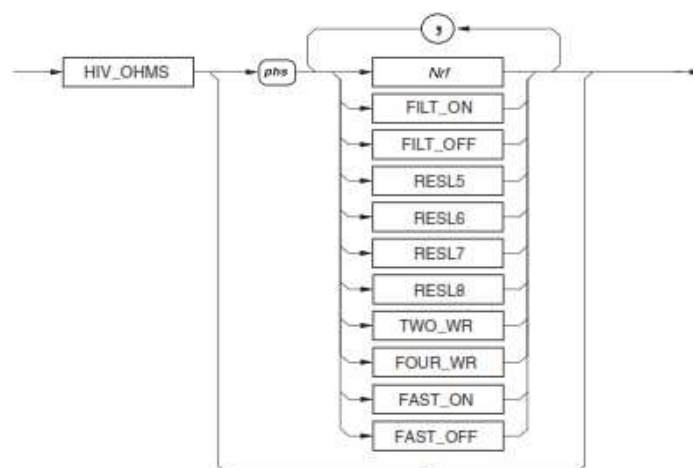 ,
HIV_OHMS phs Nrf
FILT_ON
FILT_OFF
RESL5
RESL6
RESL7
RESL8
TWO_WR
FOUR_WR
FAST_ON
FAST_OFF